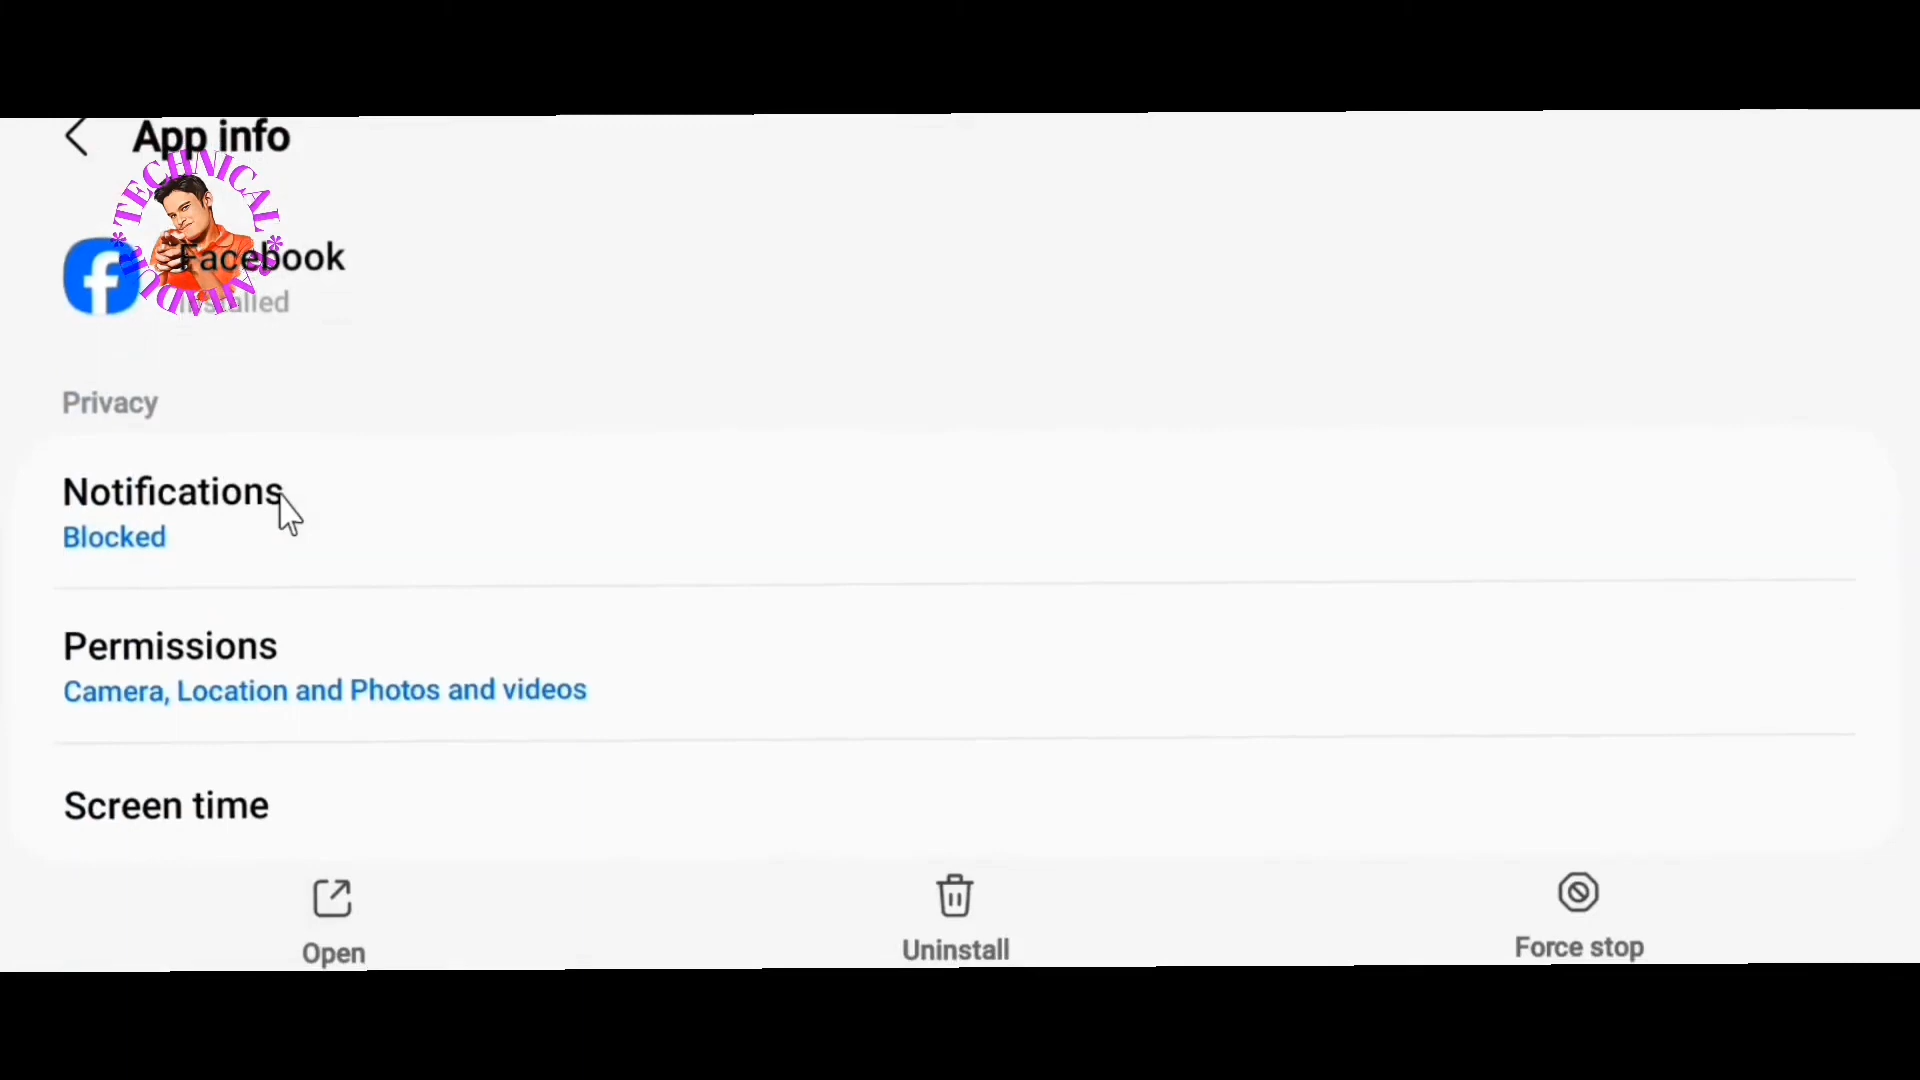 App info
TECHNICAL
Facebook
Installed
Privacy
Notifications
Blocked
Permissions
Camera, Location and Photos and videos
Screen time
Open
Uninstall
Force stop